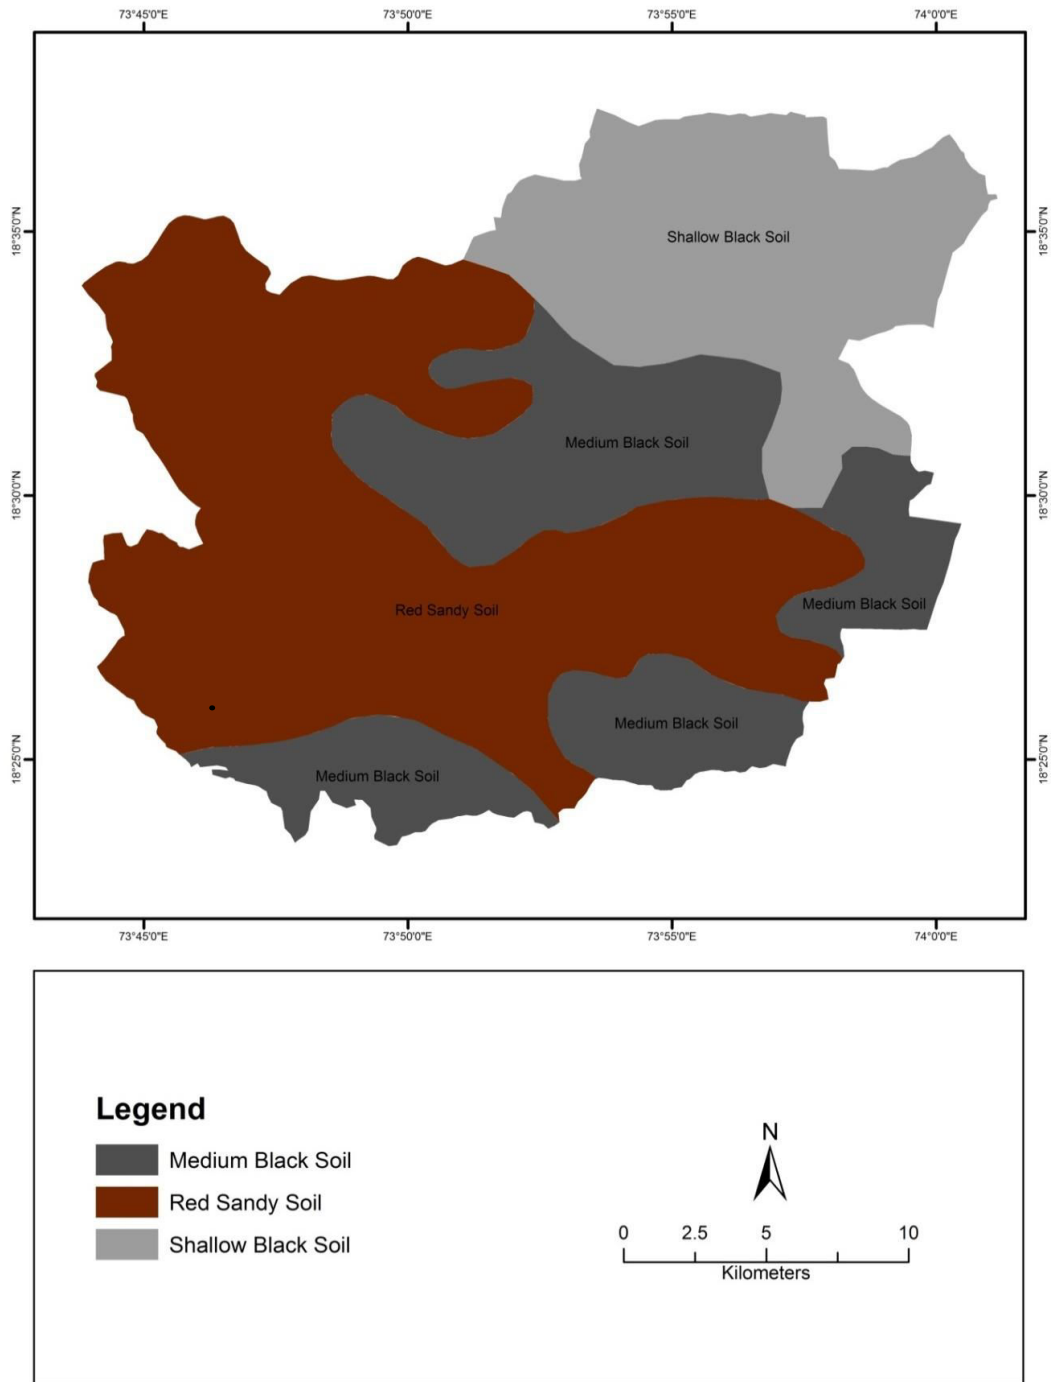 73°45'0"E 73°50'0"E 73°55'0"E 74°0'0"E
18°35'0"N 18°35'0"N
Shallow Black Soil
Medium Black Soil
18°30'0"N 18°30'0"N
Medium Black Soil
Red Sandy Soil
Medium Black Soil
18°25'0"N 18°25'0"N
Medium Black Soil
73°45'0"E 73°50'0"E 73°55'0"E 74°0'0"E
Legend
Medium Black Soil
Red Sandy Soil
Shallow Black Soil
N
0 2.5 5 10
Kilometers